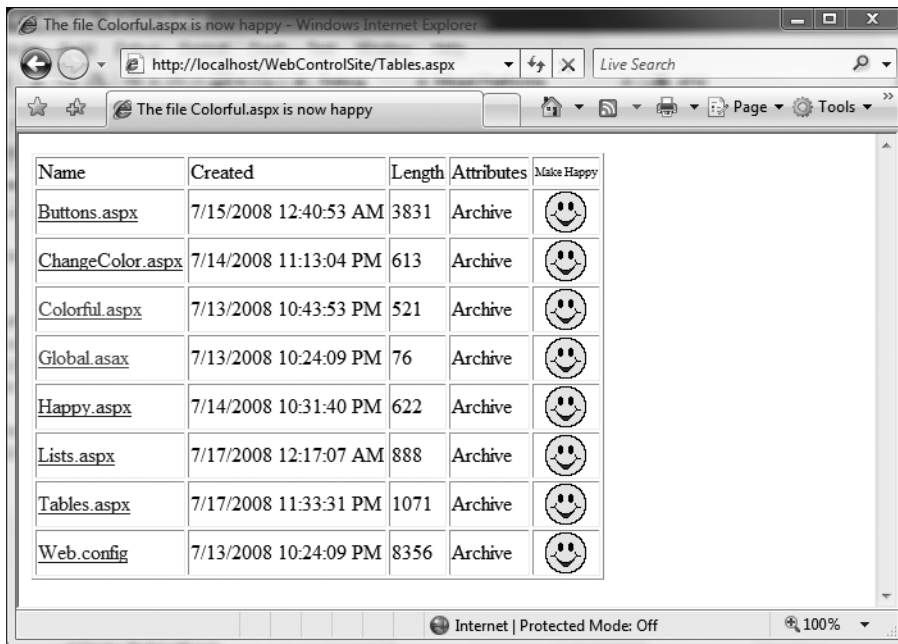 The file Colorful.aspx is now happy - Windows Internet Explorer
http://localhost/WebControlSite/Tables.aspx Live Search
The file Colorful.aspx is now happy Page Tools
Name Created Length Attributes Make Happy
Buttons.aspx 7/15/2008 12:40:53 AM 3831 Archive
ChangeColor.aspx 7/14/2008 11:13:04 PM 613 Archive
Colorful.aspx 7/13/2008 10:43:53 PM 521 Archive
Global.asax 7/13/2008 10:24:09 PM 76 Archive
Happy.aspx 7/14/2008 10:31:40 PM 622 Archive
Lists.aspx 7/17/2008 12:17:07 AM 888 Archive
Tables.aspx 7/17/2008 11:33:31 PM 1071 Archive
Web.config 7/13/2008 10:24:09 PM 8356 Archive
Internet | Protected Mode: Off 100%